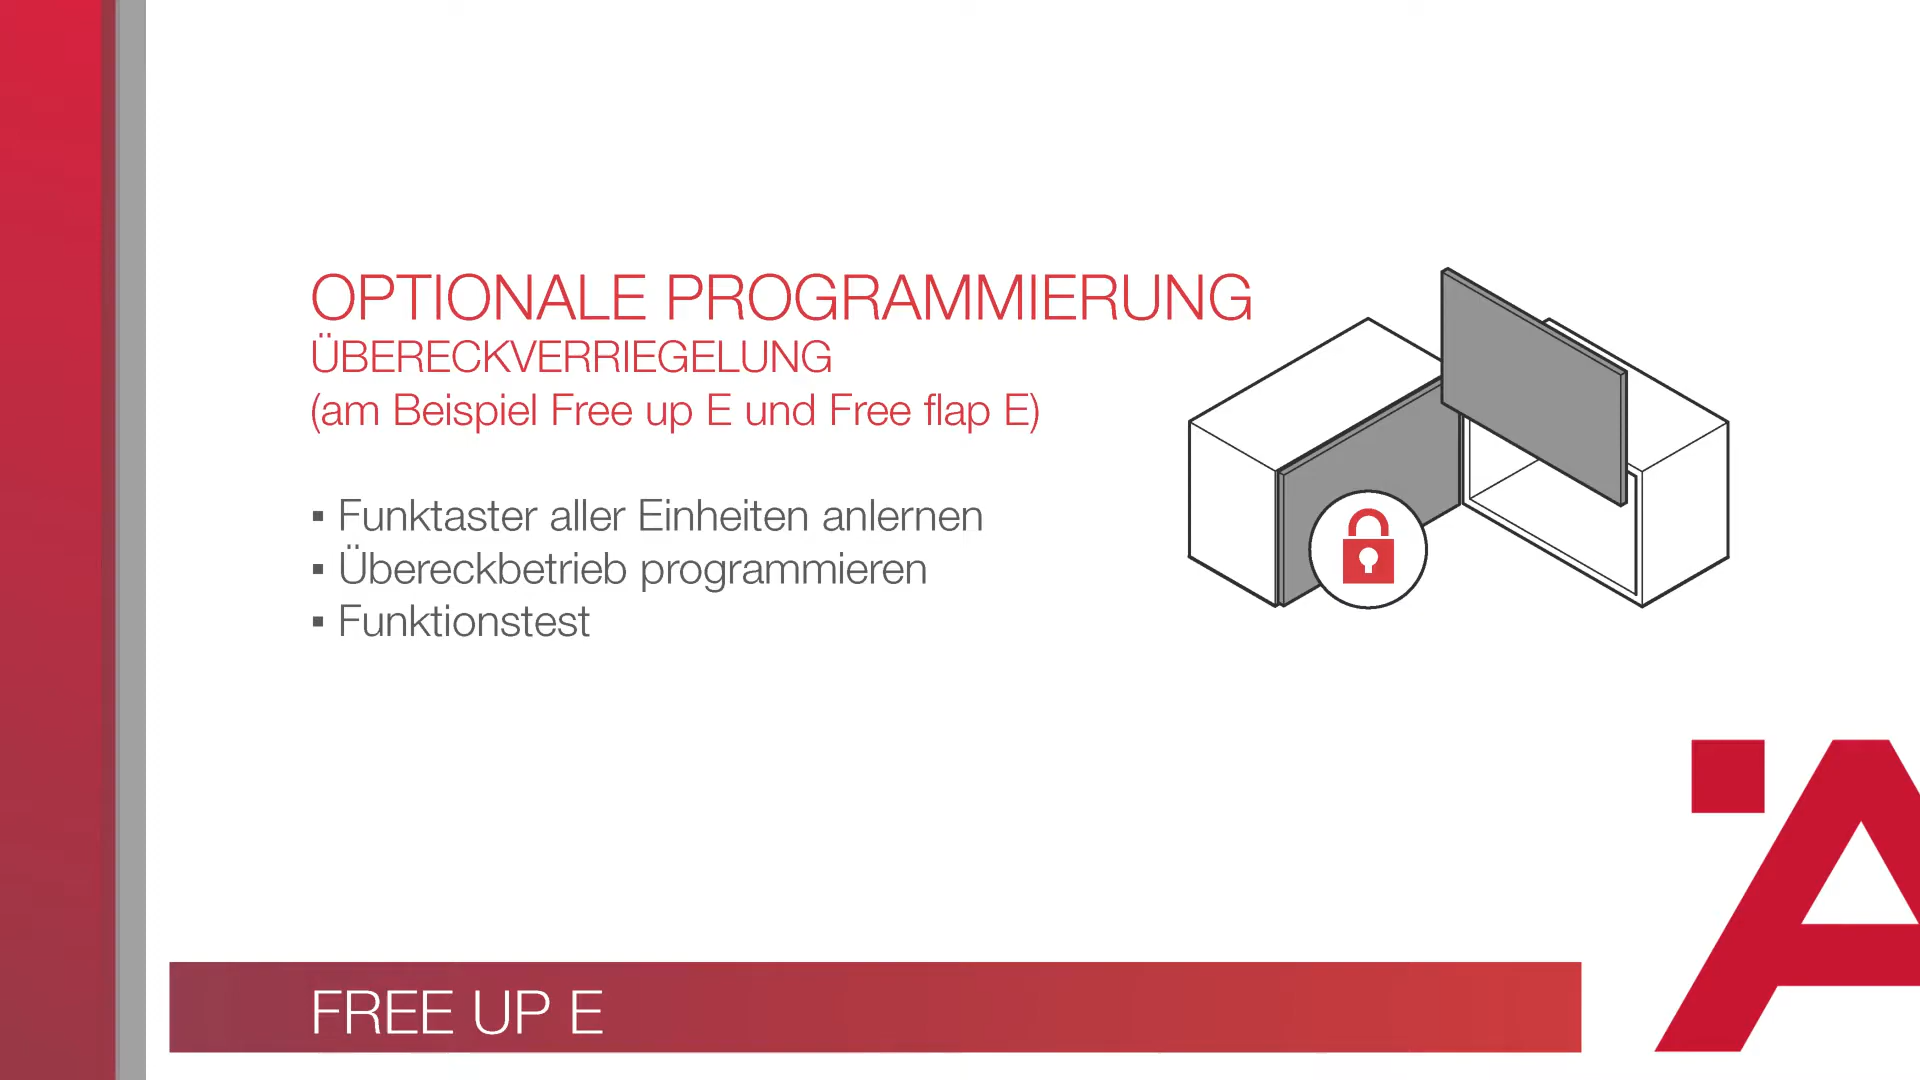 OPTIONALE PROGRAMMIERUNG
ÜBERECKVERRIEGELUNG
(am Beispiel Free up E und Free flap E)
▪ Funktaster aller Einheiten anlernen
▪ Übereckbetrieb programmieren
▪ Funktionstest
FREE UP E